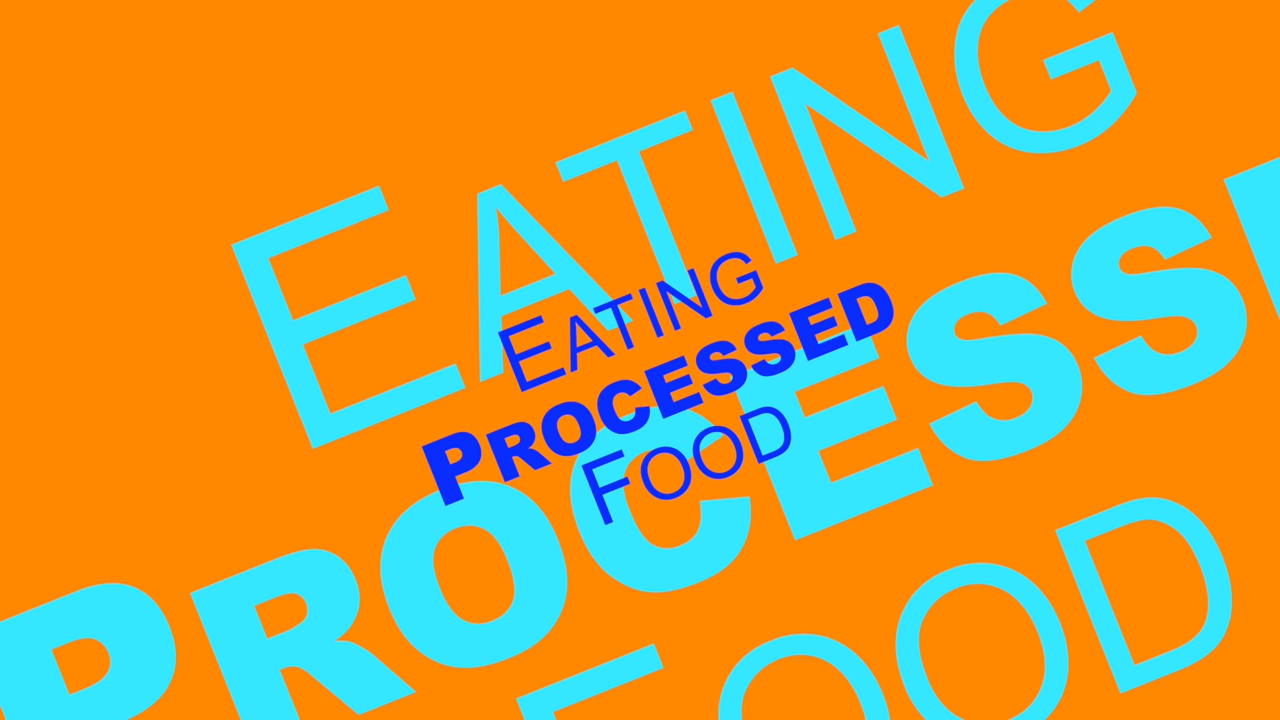 EATING
PROCESSED
FOOD
EATING
PROCESSED
FOOD